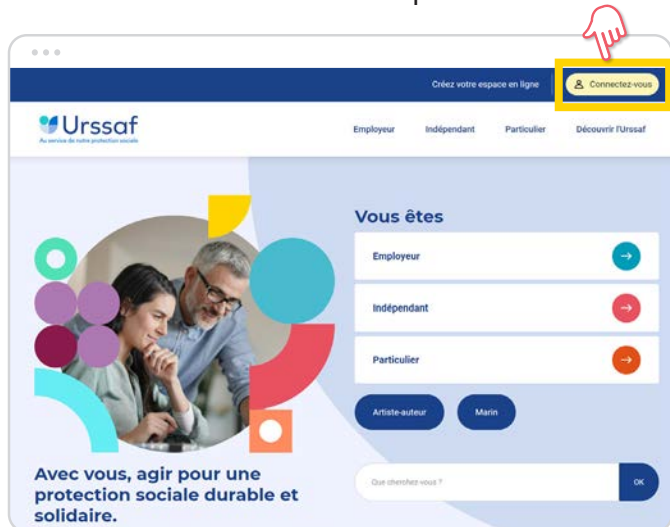 Créez votre espace en ligne
Connectez-vous
Urssaf
Au service de notre protection sociale
Employeur
Indépendant
Particulier
Découvrir l'Urssaf
Vous êtes
Employeur
Indépendant
Particulier
Artiste-auteur
Marin
Que cherchez-vous ?
OK
Avec vous, agir pour une
protection sociale durable et
solidaire.